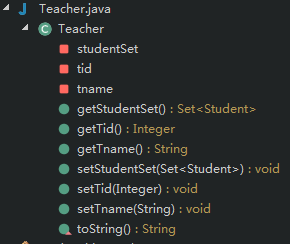 Teacher.java
Teacher
studentSet
tid
tname
getStudentSet() : Set<Student>
getTid() : Integer
getTname() : String
setStudentSet(Set<Student>) : void
setTid(Integer) : void
setTname(String) : void
toString() : String